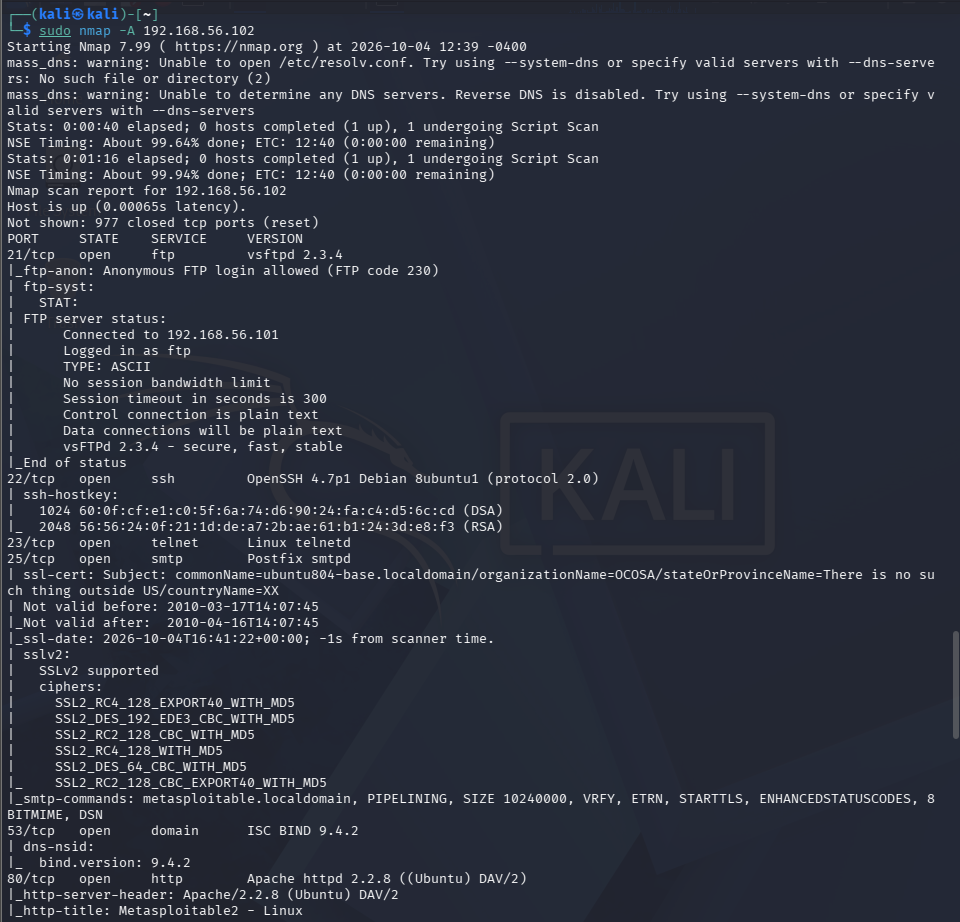 ┌──(kali㉿kali)-[~]
└─$ sudo nmap -A 192.168.56.102
Starting Nmap 7.99 ( https://nmap.org ) at 2026-10-04 12:39 -0400
mass_dns: warning: Unable to open /etc/resolv.conf. Try using --system-dns or specify valid servers with --dns-serve
rs: No such file or directory (2)
mass_dns: warning: Unable to determine any DNS servers. Reverse DNS is disabled. Try using --system-dns or specify v
alid servers with --dns-servers
Stats: 0:00:40 elapsed; 0 hosts completed (1 up), 1 undergoing Script Scan
NSE Timing: About 99.64% done; ETC: 12:40 (0:00:00 remaining)
Stats: 0:01:16 elapsed; 0 hosts completed (1 up), 1 undergoing Script Scan
NSE Timing: About 99.94% done; ETC: 12:40 (0:00:00 remaining)
Nmap scan report for 192.168.56.102
Host is up (0.00065s latency).
Not shown: 977 closed tcp ports (reset)
PORT     STATE    SERVICE     VERSION
21/tcp   open     ftp         vsftpd 2.3.4
|_ftp-anon: Anonymous FTP login allowed (FTP code 230)
| ftp-syst:
|   STAT:
| FTP server status:
|      Connected to 192.168.56.101
|      Logged in as ftp
|      TYPE: ASCII
|      No session bandwidth limit
|      Session timeout in seconds is 300
|      Control connection is plain text
|      Data connections will be plain text
|      vsFTPd 2.3.4 - secure, fast, stable
|_End of status
22/tcp   open     ssh         OpenSSH 4.7p1 Debian 8ubuntu1 (protocol 2.0)
| ssh-hostkey:
|   1024 60:0f:cf:e1:c0:5f:6a:74:d6:90:24:fa:c4:d5:6c:cd (DSA)
|_  2048 56:56:24:0f:21:1d:de:a7:2b:ae:61:b1:24:3d:e8:f3 (RSA)
23/tcp   open     telnet      Linux telnetd
25/tcp   open     smtp        Postfix smtpd
| ssl-cert: Subject: commonName=ubuntu804-base.localdomain/organizationName=OCOSA/stateOrProvinceName=There is no su
ch thing outside US/countryName=XX
| Not valid before: 2010-03-17T14:07:45
|_Not valid after:  2010-04-16T14:07:45
|_ssl-date: 2026-10-04T16:41:22+00:00; -1s from scanner time.
| sslv2:
|   SSLv2 supported
|   ciphers:
|     SSL2_RC4_128_EXPORT40_WITH_MD5
|     SSL2_DES_192_EDE3_CBC_WITH_MD5
|     SSL2_RC2_128_CBC_WITH_MD5
|     SSL2_RC4_128_WITH_MD5
|     SSL2_DES_64_CBC_WITH_MD5
|_    SSL2_RC2_128_CBC_EXPORT40_WITH_MD5
|_smtp-commands: metasploitable.localdomain, PIPELINING, SIZE 10240000, VRFY, ETRN, STARTTLS, ENHANCEDSTATUSCODES, 8
BITMIME, DSN
53/tcp   open     domain      ISC BIND 9.4.2
| dns-nsid:
|_  bind.version: 9.4.2
80/tcp   open     http        Apache httpd 2.2.8 ((Ubuntu) DAV/2)
|_http-server-header: Apache/2.2.8 (Ubuntu) DAV/2
|_http-title: Metasploitable2 - Linux
KALI